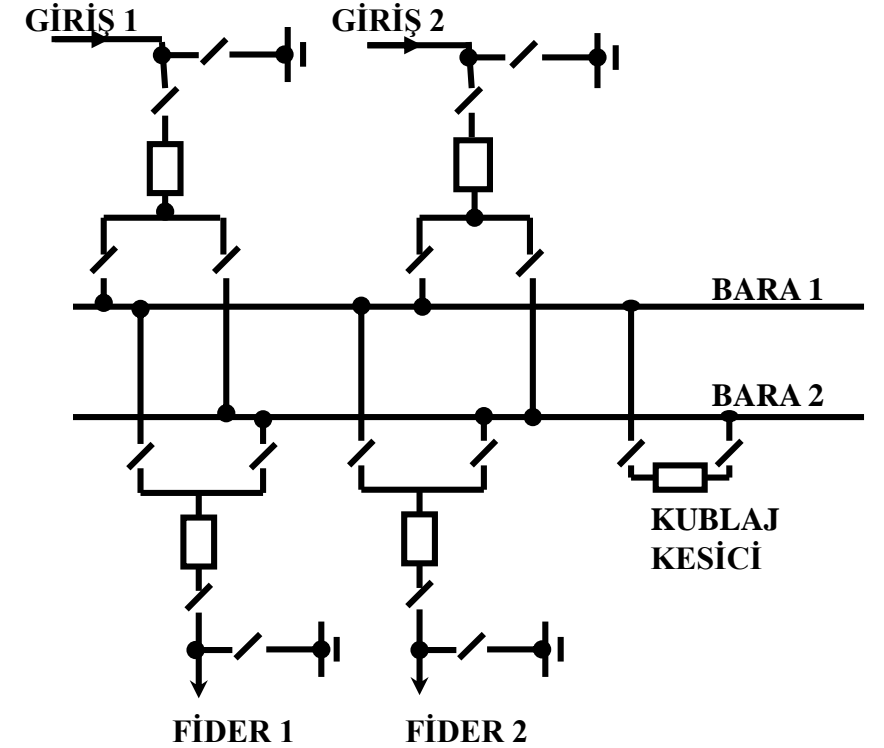 GİRİŞ 1
GİRİŞ 2
BARA 1
BARA 2
KUBLAJ
KESİCİ
FİDER 1
FİDER 2